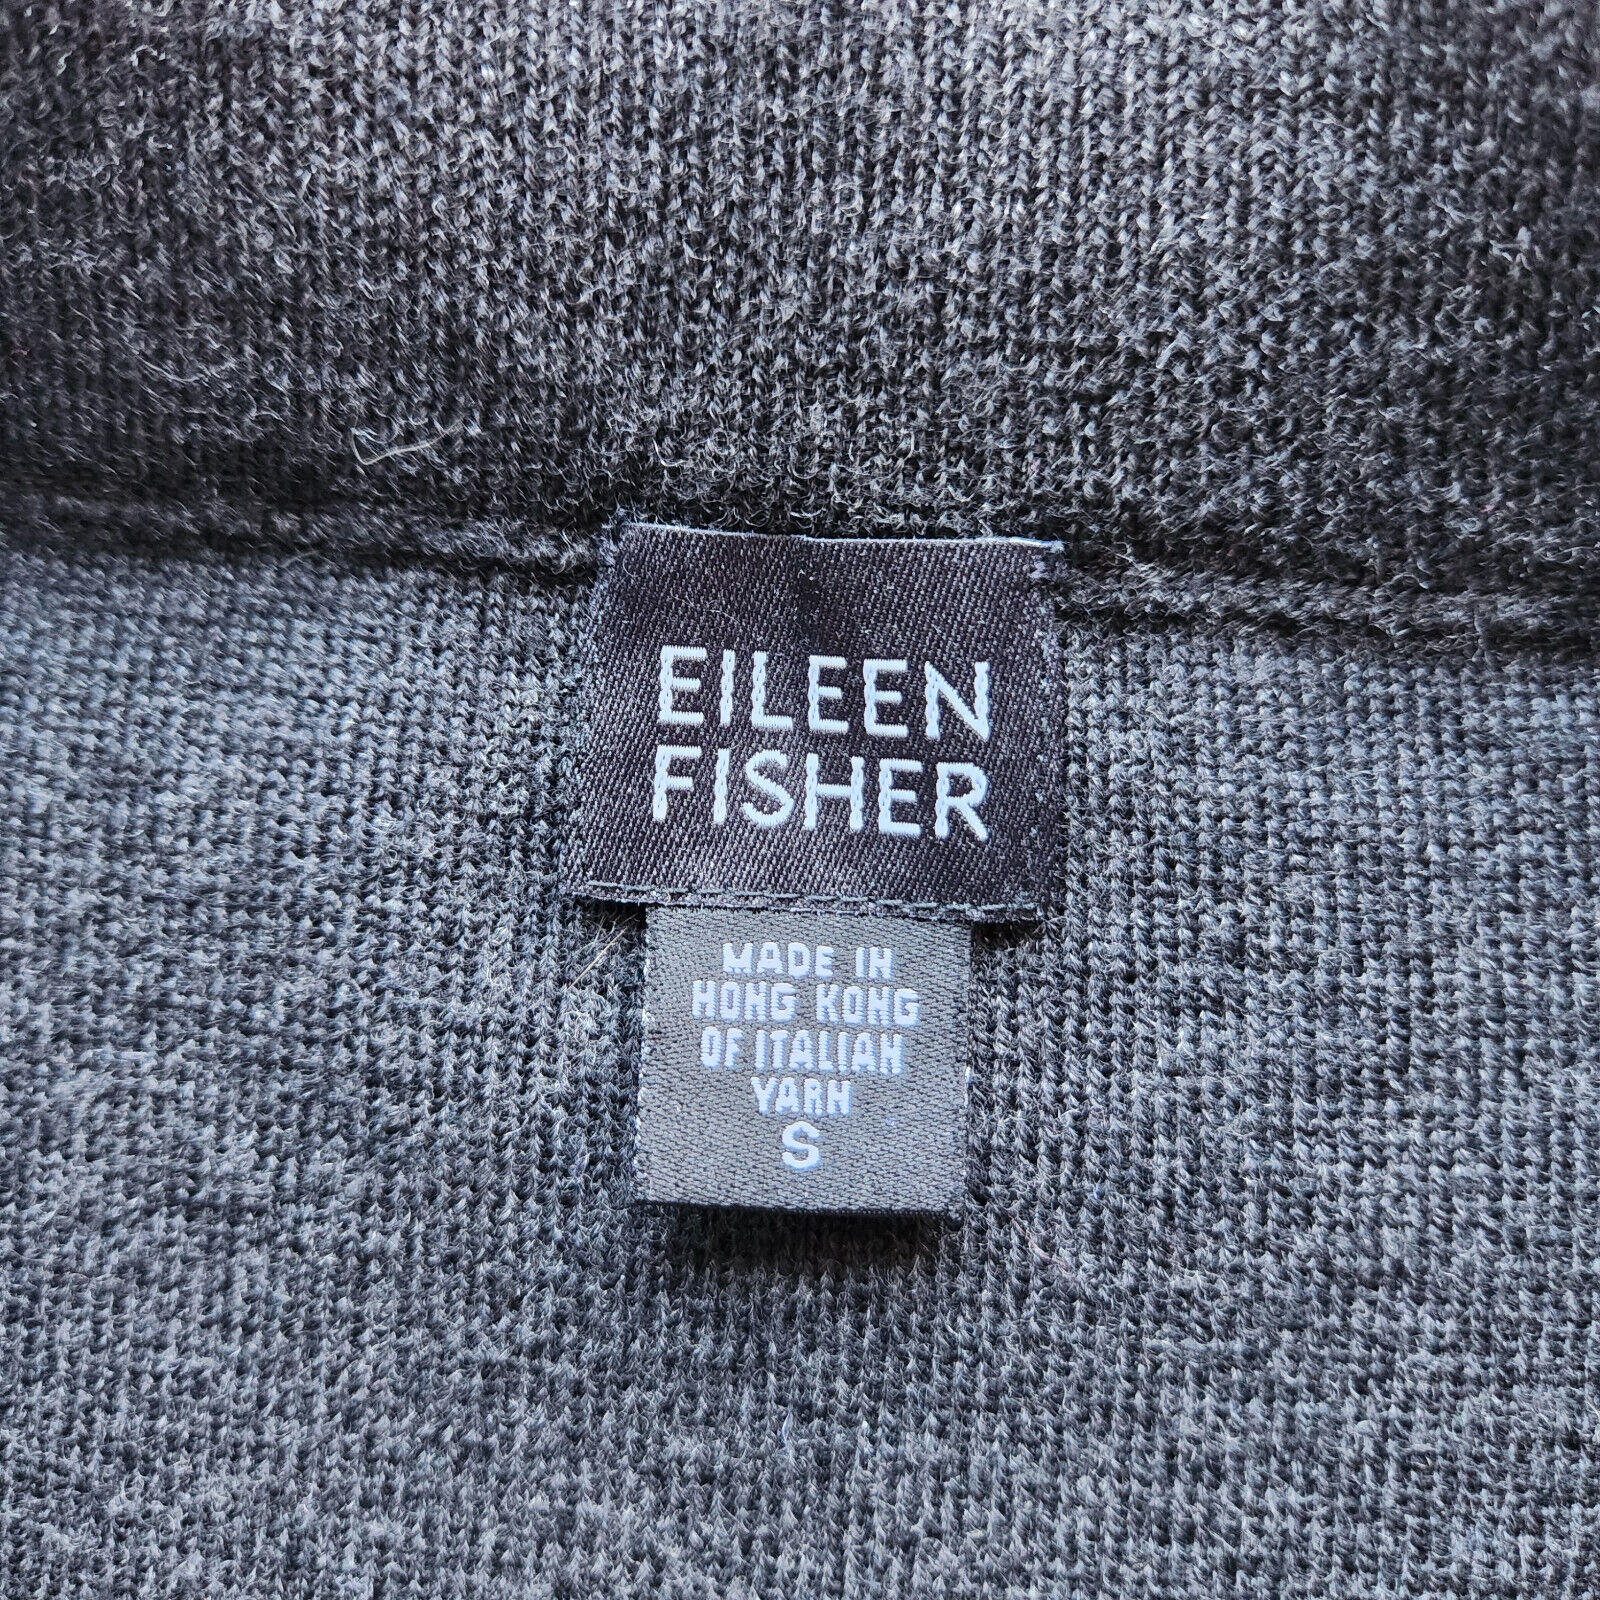 EILEEN
FISHER
MADE IN
HONG KONG
OF ITALIAN
YARN
S